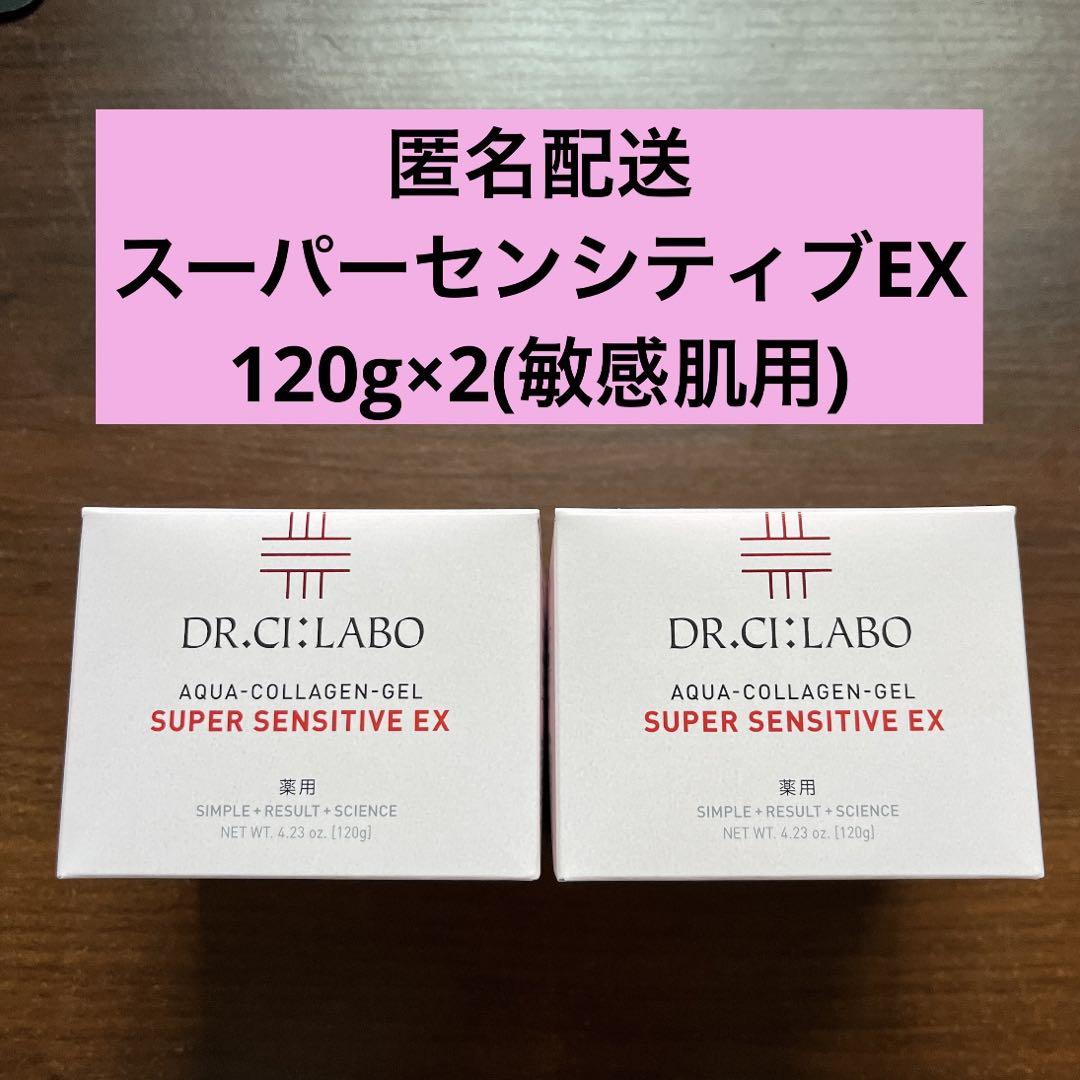 匿名配送
スーパーセンシティブEX
120g×2(敏感肌用)
DR.CI:LABO
AQUA-COLLAGEN-GEL
SUPER SENSITIVE EX
薬用
SIMPLE+RESULT+SCIENCE
NET WT. 4.23 oz. [120g]
DR.CI:LABO
AQUA-COLLAGEN-GEL
SUPER SENSITIVE EX
薬用
SIMPLE+RESULT+SCIENCE
NET WT. 4.23 oz. [120g]